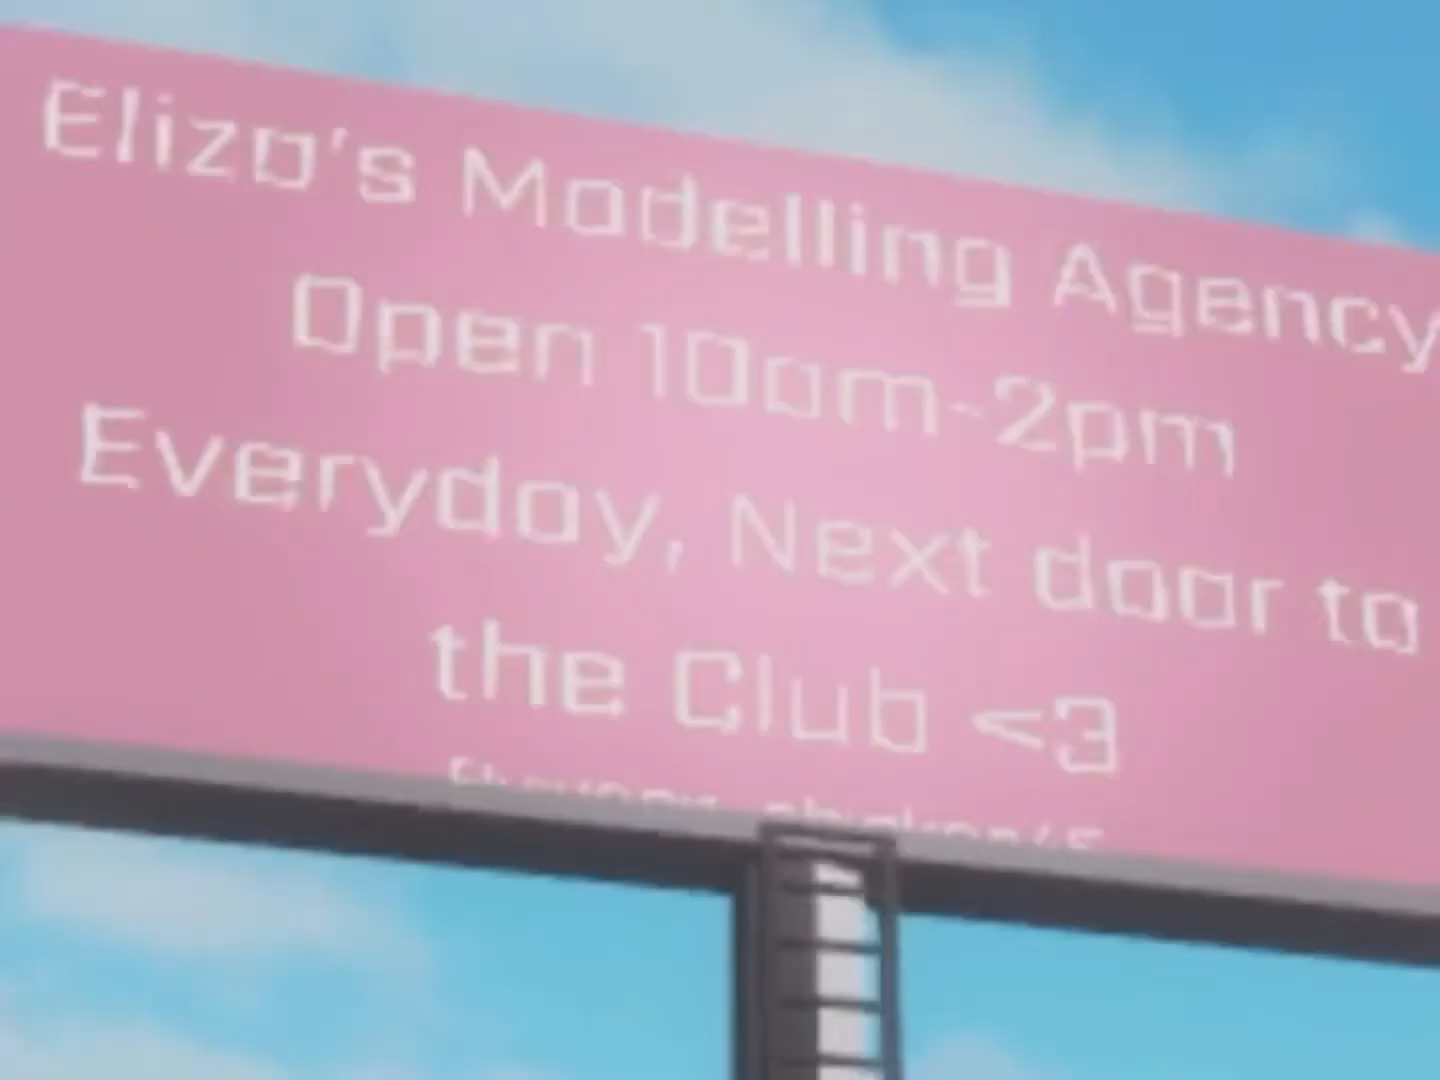 Eliza's Modelling Agency
Open 10am-2pm
Everyday, Next door to
the Club <3